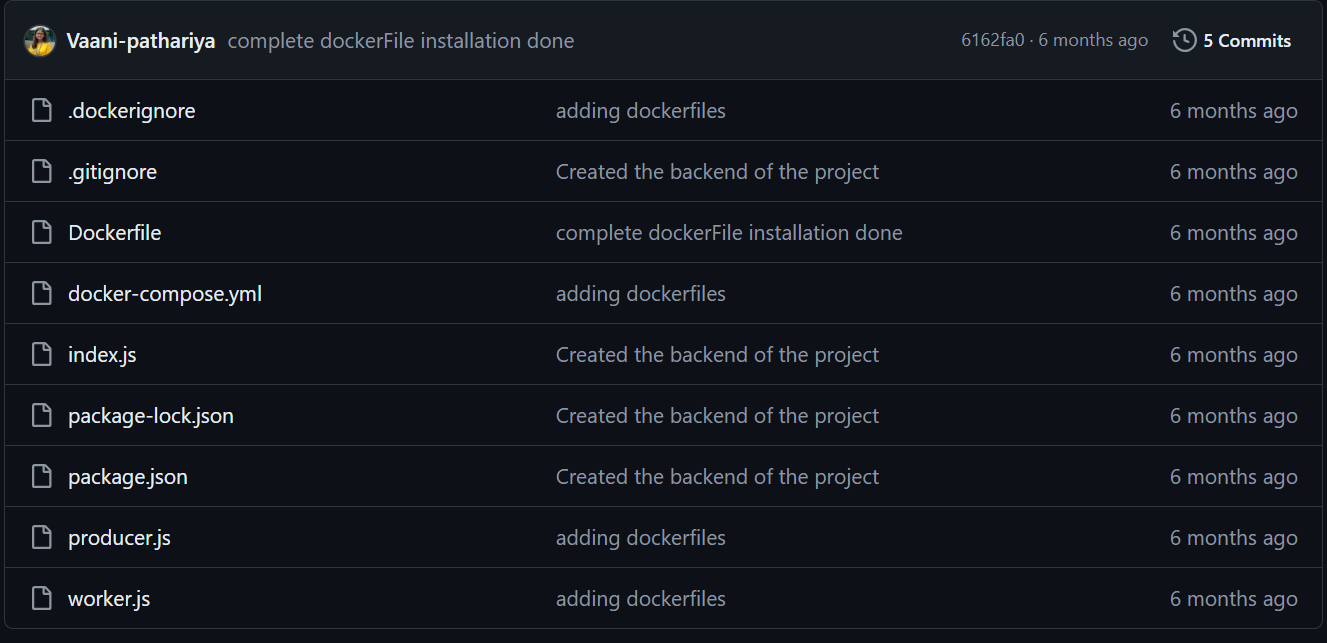 Vaani-pathariya complete dockerFile installation done 6162fa0 · 6 months ago 5 Commits
.dockerignore adding dockerfiles 6 months ago
.gitignore Created the backend of the project 6 months ago
Dockerfile complete dockerFile installation done 6 months ago
docker-compose.yml adding dockerfiles 6 months ago
index.js Created the backend of the project 6 months ago
package-lock.json Created the backend of the project 6 months ago
package.json Created the backend of the project 6 months ago
producer.js adding dockerfiles 6 months ago
worker.js adding dockerfiles 6 months ago